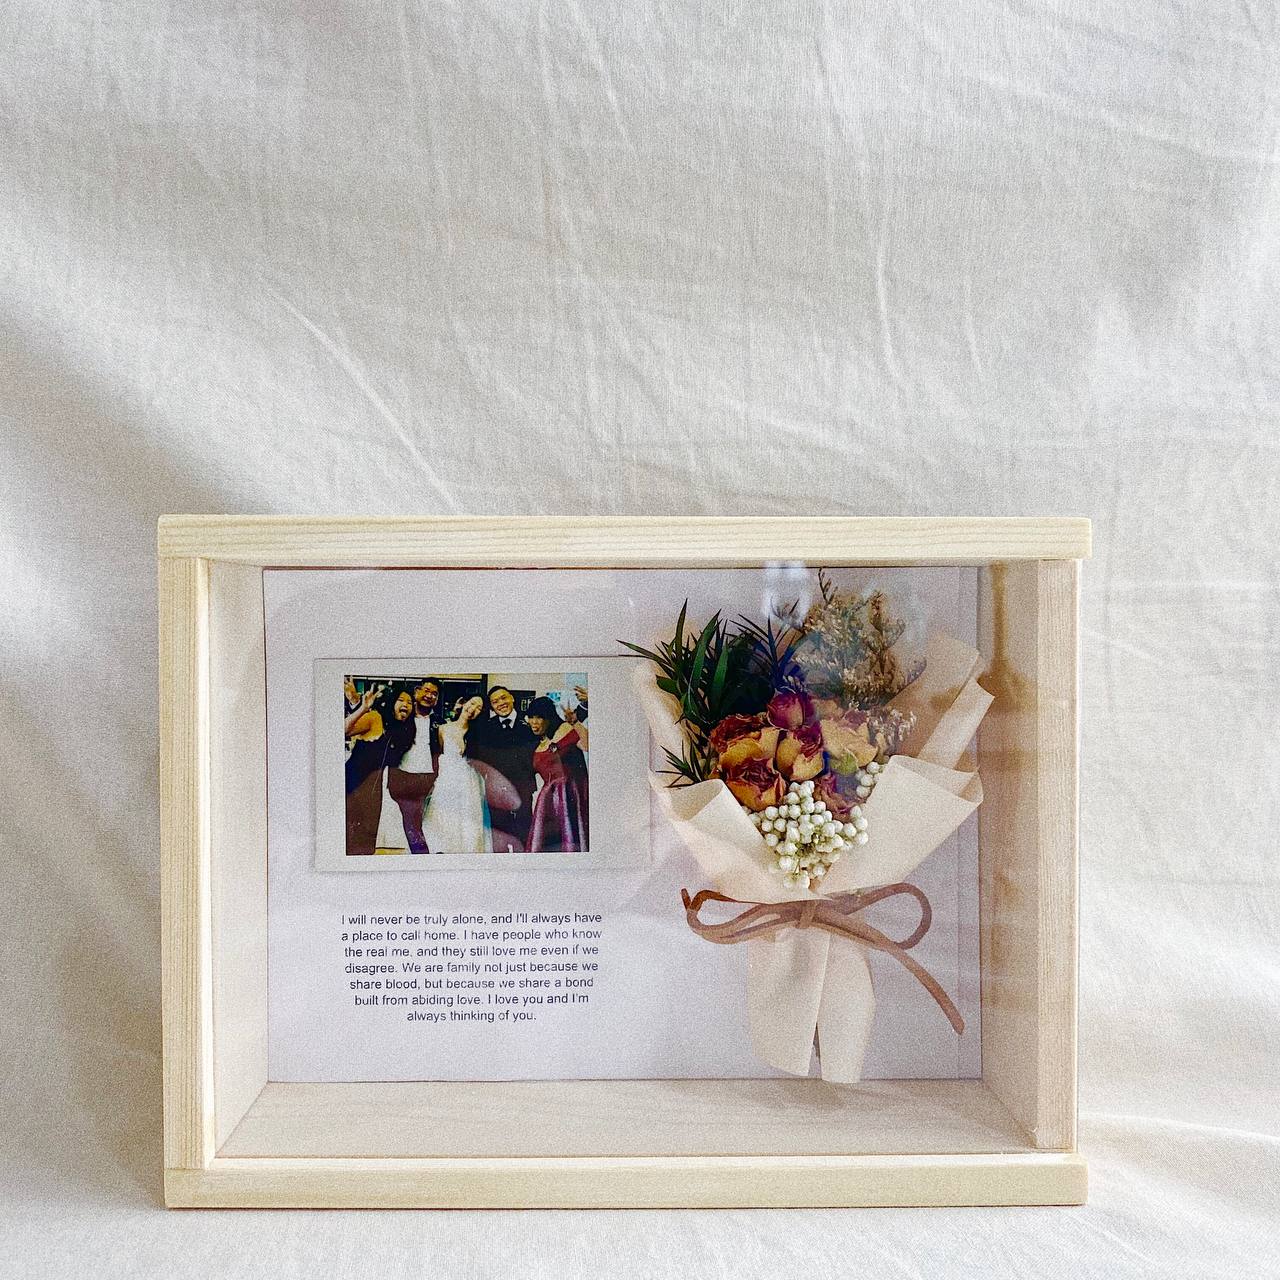 I will never be truly alone, and I'll always have
a place to call home. I have people who know
the real me, and they still love me even if we
disagree. We are family not just because we
share blood, but because we share a bond
built from abiding love. I love you and I'm
always thinking of you.